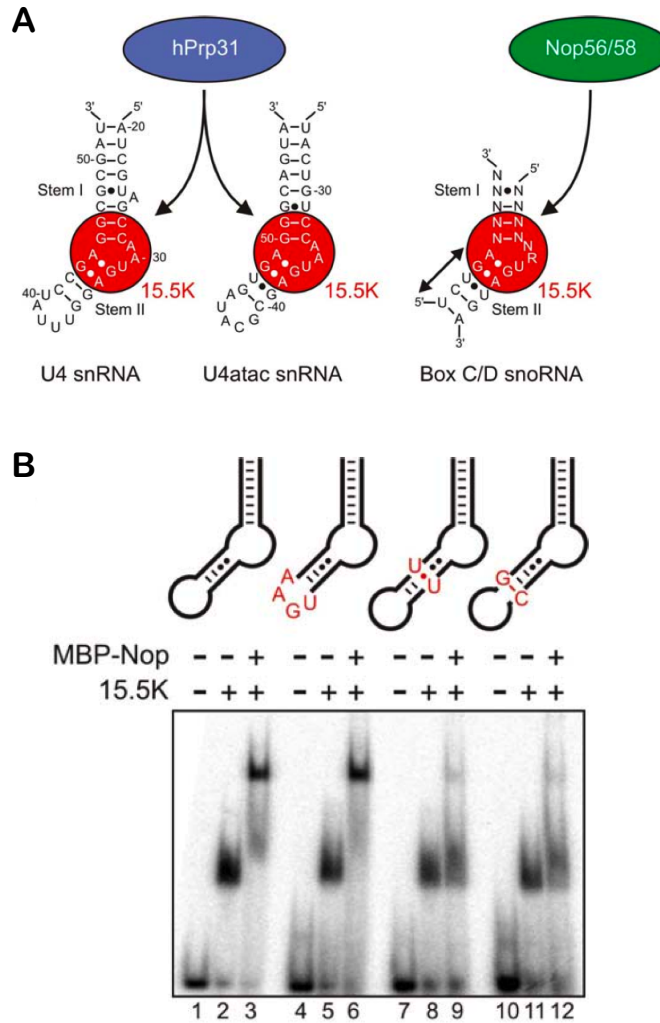 A
hPrp31
Nop56/58
3' 5'
U A -20
A U
G C
50- C G
Stem I G U A
C G
G C
G C A
A A -30
G U
A G
C C G
40- U C
A U G
U U
Stem II
15.5K
3' 5'
A U
U A
G C
A U
C G -30
G U
50- G C
G C A
A A
G U
U G A
G G
A C -40
U A C G
15.5K
3' 5'
N N
Stem I N N
N N
N N N
A R
G U G
U A
C U
5' U G
A
3'
Stem II
15.5K
U4 snRNA
U4atac snRNA
Box C/D snoRNA
B
A
A
G U
U
U
G
C
MBP-Nop - - + - - + - - + - - +
15.5K - + + - + + - + + - + +
1 2 3 4 5 6 7 8 9 10 11 12